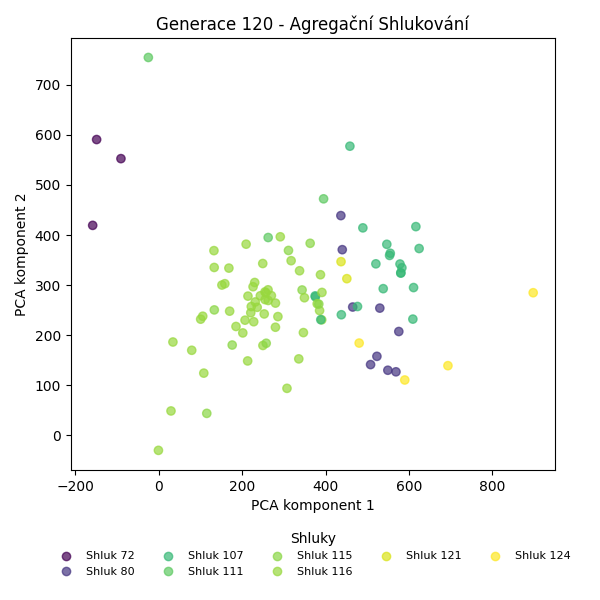 Generace 120 - Agregační Shlukování
PCA komponent 2
700
600
500
400
300
200
100
0
−200 0 200 400 600 800
PCA komponent 1
Shluky
Shluk 72 Shluk 107 Shluk 115 Shluk 121 Shluk 124
Shluk 80 Shluk 111 Shluk 116